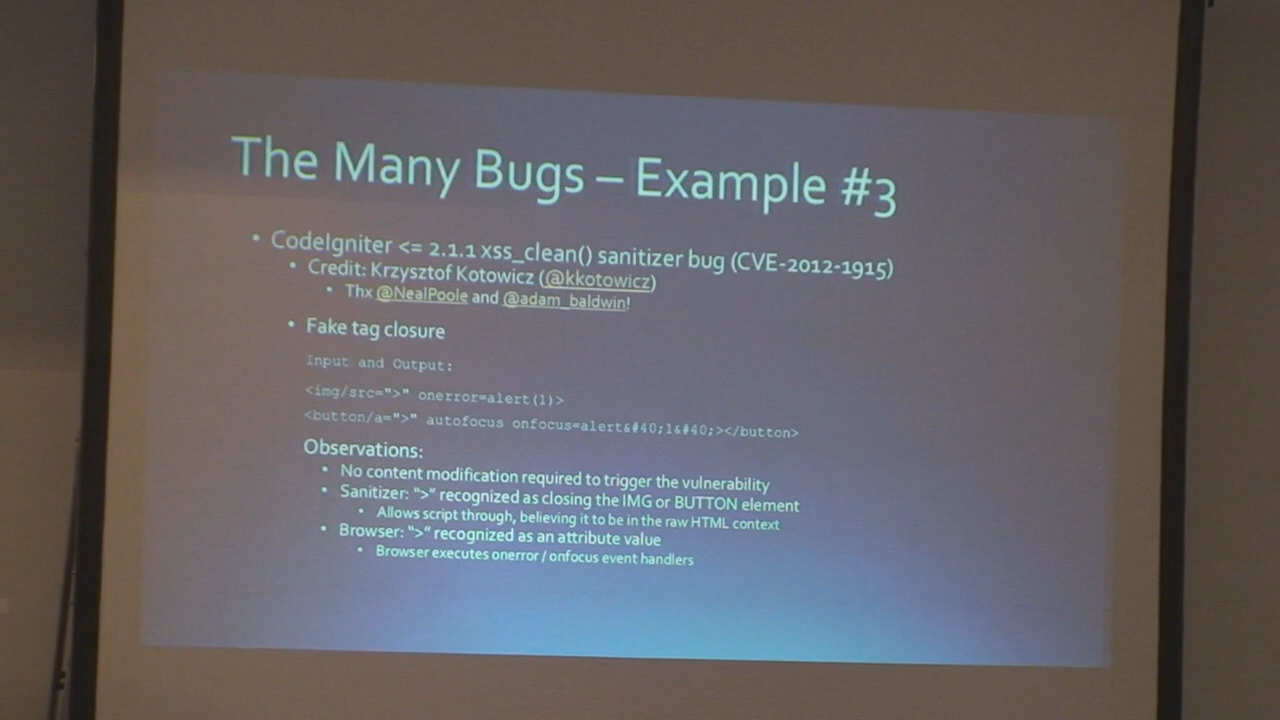 The Many Bugs – Example #3
• CodeIgniter <= 2.1.1 xss_clean() sanitizer bug (CVE-2012-1915)
• Credit: Krzysztof Kotowicz (@kkotowicz)
• Thx @NealPoole and @adam_baldwin!
• Fake tag closure
Input and Output:
<img/src=">" onerror=alert(1)>
<button/a=">" autofocus onfocus=alert&#40;1&#40;></button>
Observations:
• No content modification required to trigger the vulnerability
• Sanitizer: “>” recognized as closing the IMG or BUTTON element
• Allows script through, believing it to be in the raw HTML context
• Browser: “>” recognized as an attribute value
• Browser executes onerror / onfocus event handlers